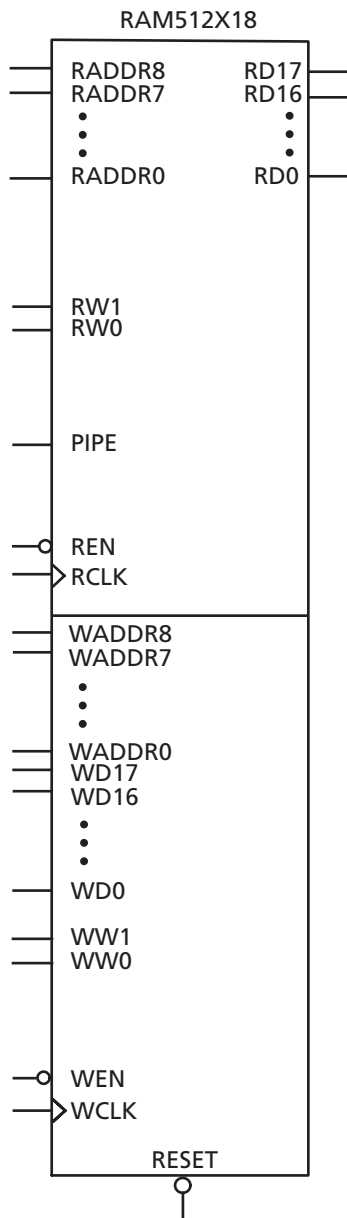 RAM512X18
RADDR8 RD17
RADDR7 RD16
RADDR0 RD0
RW1
RW0
PIPE
REN
RCLK
WADDR8
WADDR7
WADDR0
WD17
WD16
WD0
WW1
WW0
WEN
WCLK
RESET